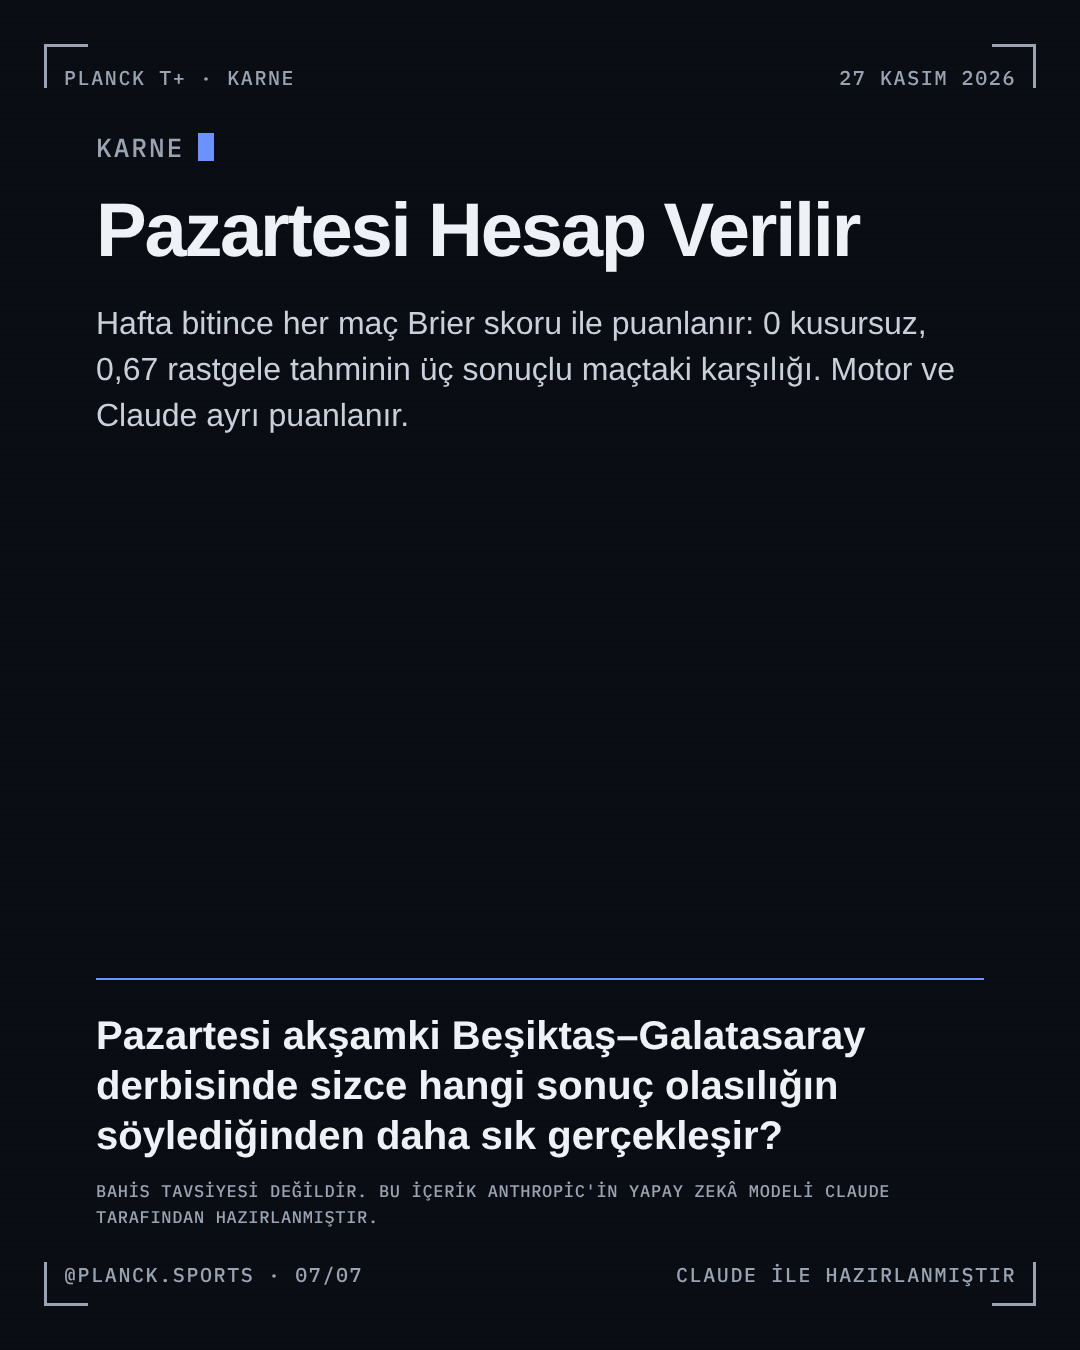 PLANCK T+ · KARNE
27 KASIM 2026
KARNE
Pazartesi Hesap Verilir
Hafta bitince her maç Brier skoru ile puanlanır: 0 kusursuz,
0,67 rastgele tahminin üç sonuçlu maçtaki karşılığı. Motor ve
Claude ayrı puanlanır.
Pazartesi akşamki Beşiktaş–Galatasaray
derbisinde sizce hangi sonuç olasılığın
söylediğinden daha sık gerçekleşir?
BAHİS TAVSİYESİ DEĞİLDİR. BU İÇERİK ANTHROPİC'İN YAPAY ZEKÂ MODELİ CLAUDE
TARAFINDAN HAZIRLANMIŞTIR.
@PLANCK.SPORTS · 07/07
CLAUDE İLE HAZIRLANMIŞTIR